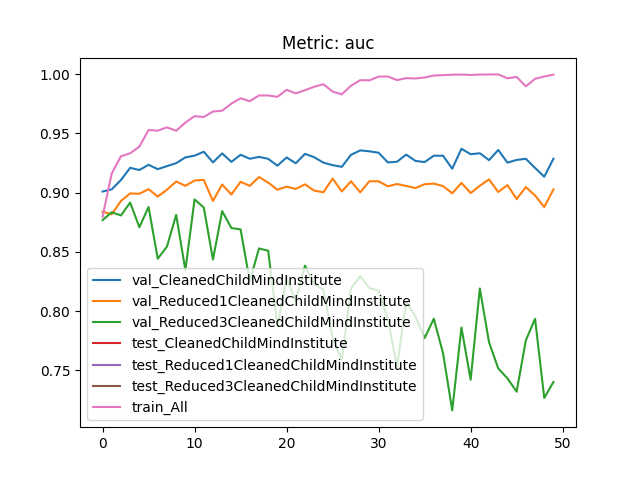 Metric: auc
1.00
0.95
0.90
0.85
0.80
0.75
val_CleanedChildMindInstitute
val_Reduced1CleanedChildMindInstitute
val_Reduced3CleanedChildMindInstitute
test_CleanedChildMindInstitute
test_Reduced1CleanedChildMindInstitute
test_Reduced3CleanedChildMindInstitute
train_All
0 10 20 30 40 50